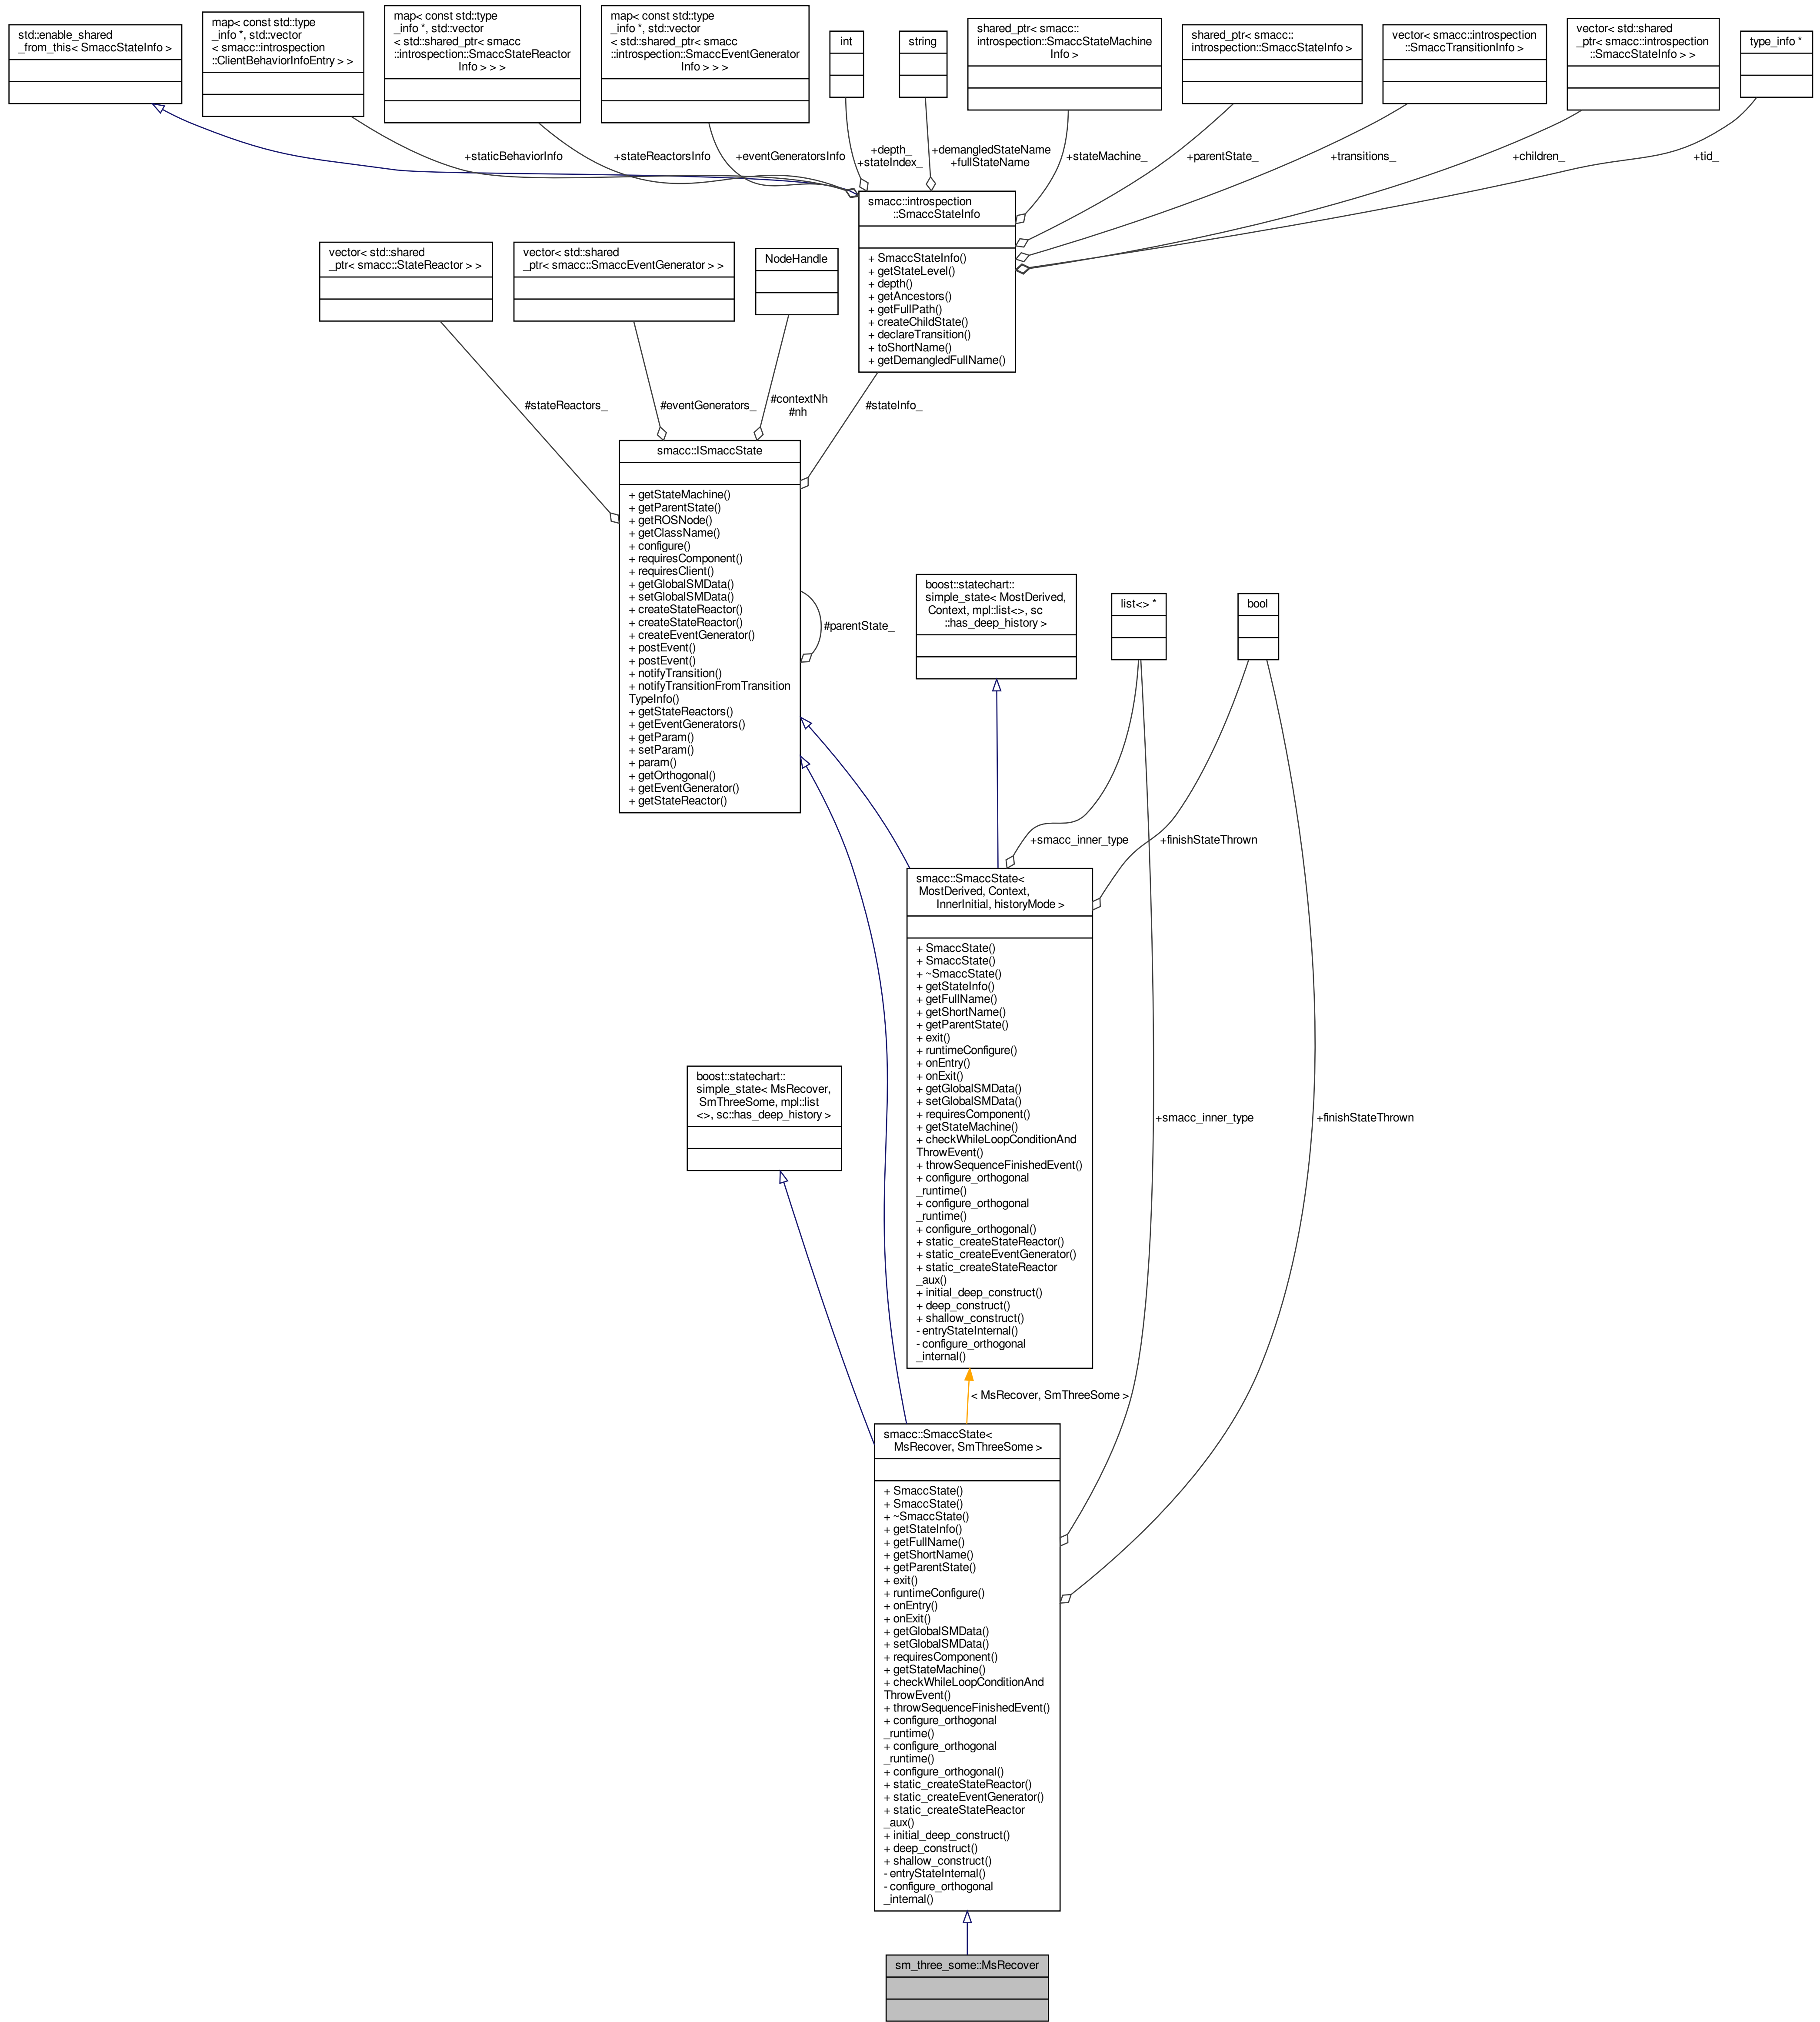 std::enable_shared
_from_this< SmaccStateInfo >
map< const std::type
_info *, std::vector
< smacc::introspection
::ClientBehaviorInfoEntry > >
map< const std::type
_info *, std::vector
< std::shared_ptr< smacc
::introspection::SmaccStateReactor
Info > > >
map< const std::type
_info *, std::vector
< std::shared_ptr< smacc
::introspection::SmaccEventGenerator
Info > > >
int
string
shared_ptr< smacc::
introspection::SmaccStateMachine
Info >
shared_ptr< smacc::
introspection::SmaccStateInfo >
vector< smacc::introspection
::SmaccTransitionInfo >
vector< std::shared
_ptr< smacc::introspection
::SmaccStateInfo > >
type_info *
+staticBehaviorInfo
+stateReactorsInfo
+eventGeneratorsInfo
+depth_
+stateIndex_
+demangledStateName
+fullStateName
+stateMachine_
+parentState_
+transitions_
+children_
+tid_
smacc::introspection
::SmaccStateInfo
+ SmaccStateInfo()
+ getStateLevel()
+ depth()
+ getAncestors()
+ getFullPath()
+ createChildState()
+ declareTransition()
+ toShortName()
+ getDemangledFullName()
vector< std::shared
_ptr< smacc::StateReactor > >
vector< std::shared
_ptr< smacc::SmaccEventGenerator > >
NodeHandle
#stateReactors_
#eventGenerators_
#contextNh
#nh
#stateInfo_
smacc::ISmaccState
+ getStateMachine()
+ getParentState()
+ getROSNode()
+ getClassName()
+ configure()
+ requiresComponent()
+ requiresClient()
+ getGlobalSMData()
+ setGlobalSMData()
+ createStateReactor()
+ createStateReactor()
+ createEventGenerator()
+ postEvent()
+ postEvent()
+ notifyTransition()
+ notifyTransitionFromTransition
TypeInfo()
+ getStateReactors()
+ getEventGenerators()
+ getParam()
+ setParam()
+ param()
+ getOrthogonal()
+ getEventGenerator()
+ getStateReactor()
#parentState_
boost::statechart::
simple_state< MostDerived,
Context, mpl::list<>, sc
::has_deep_history >
list<> *
bool
+smacc_inner_type
+finishStateThrown
smacc::SmaccState<
MostDerived, Context,
InnerInitial, historyMode >
+ SmaccState()
+ SmaccState()
+ ~SmaccState()
+ getStateInfo()
+ getFullName()
+ getShortName()
+ getParentState()
+ exit()
+ runtimeConfigure()
+ onEntry()
+ onExit()
+ getGlobalSMData()
+ setGlobalSMData()
+ requiresComponent()
+ getStateMachine()
+ checkWhileLoopConditionAnd
ThrowEvent()
+ throwSequenceFinishedEvent()
+ configure_orthogonal
_runtime()
+ configure_orthogonal
_runtime()
+ configure_orthogonal()
+ static_createStateReactor()
+ static_createEventGenerator()
+ static_createStateReactor
_aux()
+ initial_deep_construct()
+ deep_construct()
+ shallow_construct()
- entryStateInternal()
- configure_orthogonal
_internal()
boost::statechart::
simple_state< MsRecover,
SmThreeSome, mpl::list
<>, sc::has_deep_history >
+smacc_inner_type
+finishStateThrown
< MsRecover, SmThreeSome >
smacc::SmaccState<
MsRecover, SmThreeSome >
+ SmaccState()
+ SmaccState()
+ ~SmaccState()
+ getStateInfo()
+ getFullName()
+ getShortName()
+ getParentState()
+ exit()
+ runtimeConfigure()
+ onEntry()
+ onExit()
+ getGlobalSMData()
+ setGlobalSMData()
+ requiresComponent()
+ getStateMachine()
+ checkWhileLoopConditionAnd
ThrowEvent()
+ throwSequenceFinishedEvent()
+ configure_orthogonal
_runtime()
+ configure_orthogonal
_runtime()
+ configure_orthogonal()
+ static_createStateReactor()
+ static_createEventGenerator()
+ static_createStateReactor
_aux()
+ initial_deep_construct()
+ deep_construct()
+ shallow_construct()
- entryStateInternal()
- configure_orthogonal
_internal()
sm_three_some::MsRecover